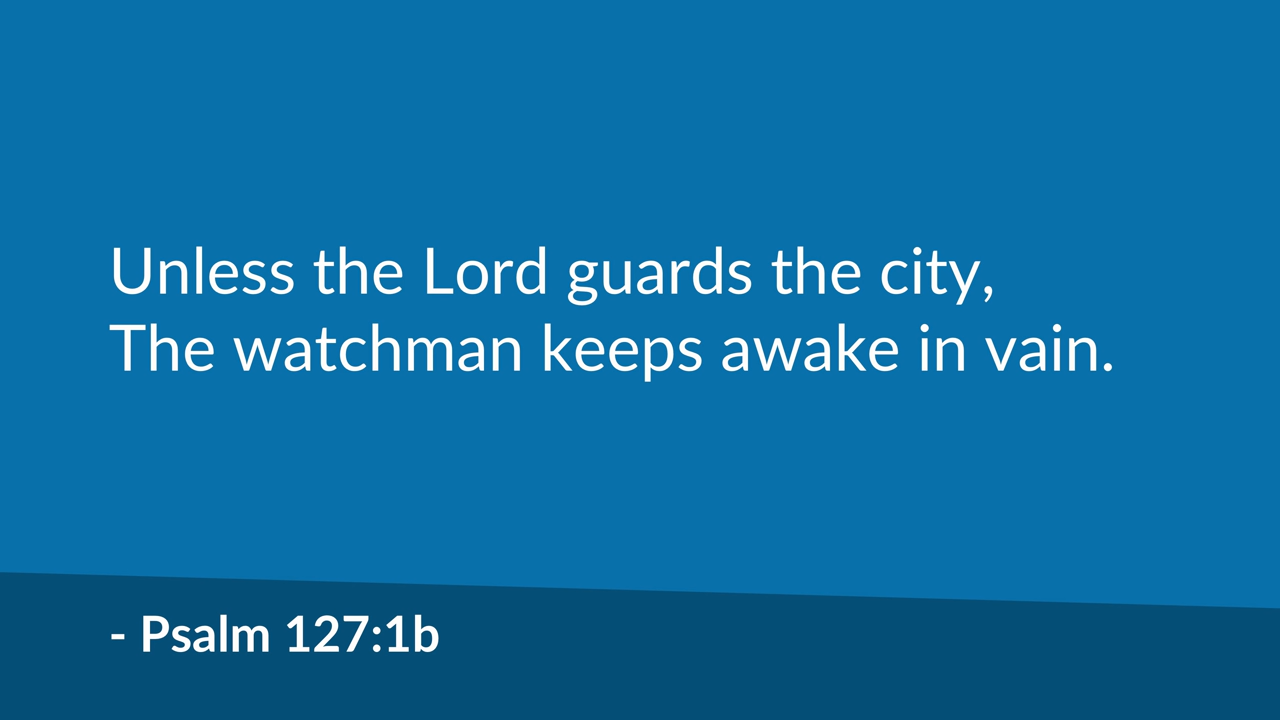 Unless the Lord guards the city,
The watchman keeps awake in vain.
- Psalm 127:1b